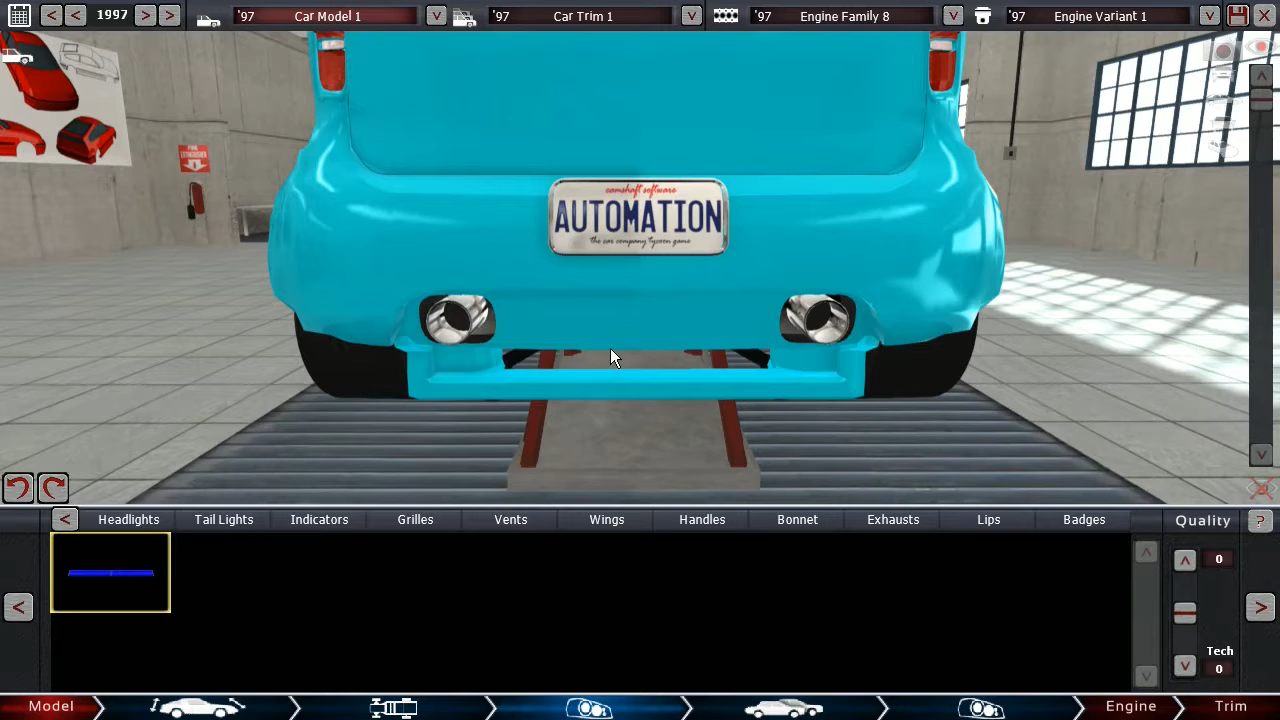 1997 '97 Car Model 1 '97 Car Trim 1 '97 Engine Family 8 '97 Engine Variant 1
FIRE
EXTINGUISHER
camshaft software
AUTOMATION
the car company tycoon game
Headlights Tail Lights Indicators Grilles Vents Wings Handles Bonnet Exhausts Lips Badges Quality ?
0
Tech
0
Model Engine Trim